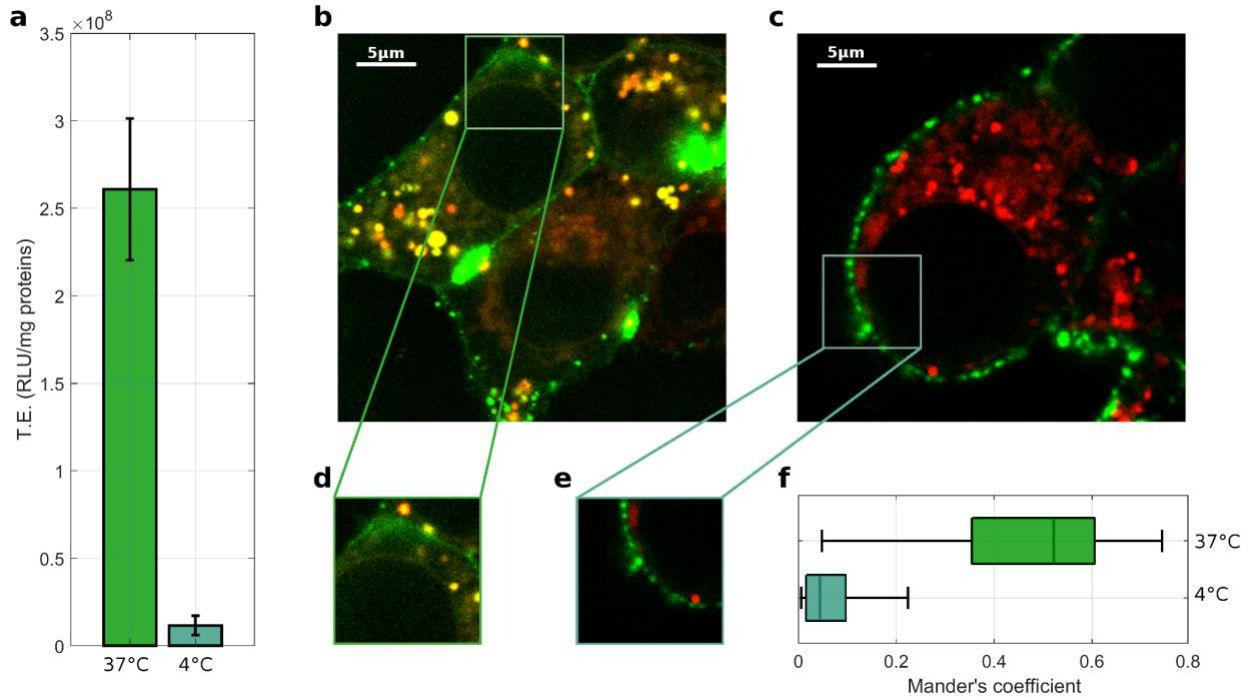 a
×10⁸
3.5
3
2.5
2
1.5
1
0.5
0
T.E. (RLU/mg proteins)
37°C 4°C
b
5μm
c
5μm
d
e
f
37°C
4°C
0 0.2 0.4 0.6 0.8
Mander's coefficient